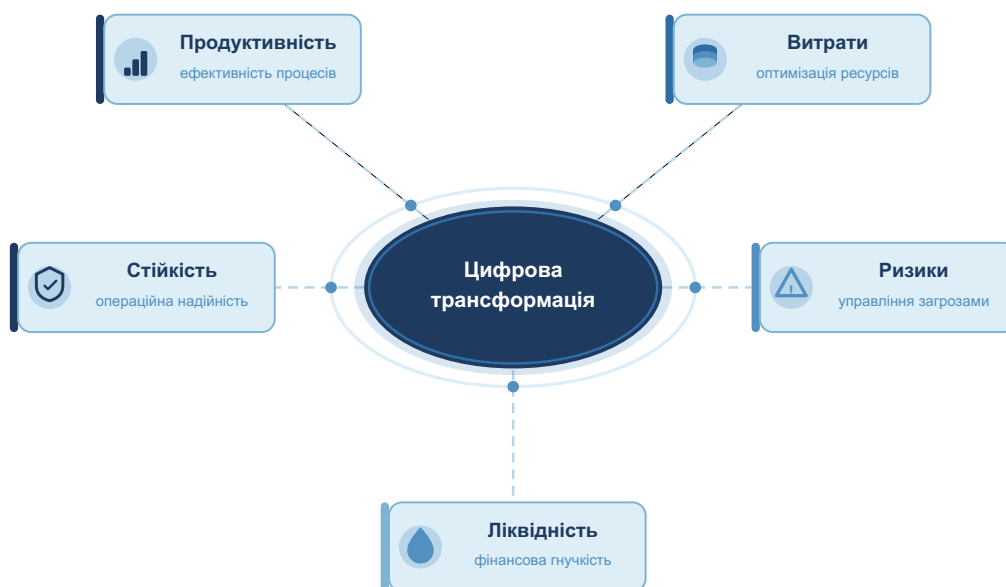 Продуктивність
ефективність процесів
Витрати
оптимізація ресурсів
Стійкість
операційна надійність
Цифрова
трансформація
Ризики
управління загрозами
Ліквідність
фінансова гнучкість